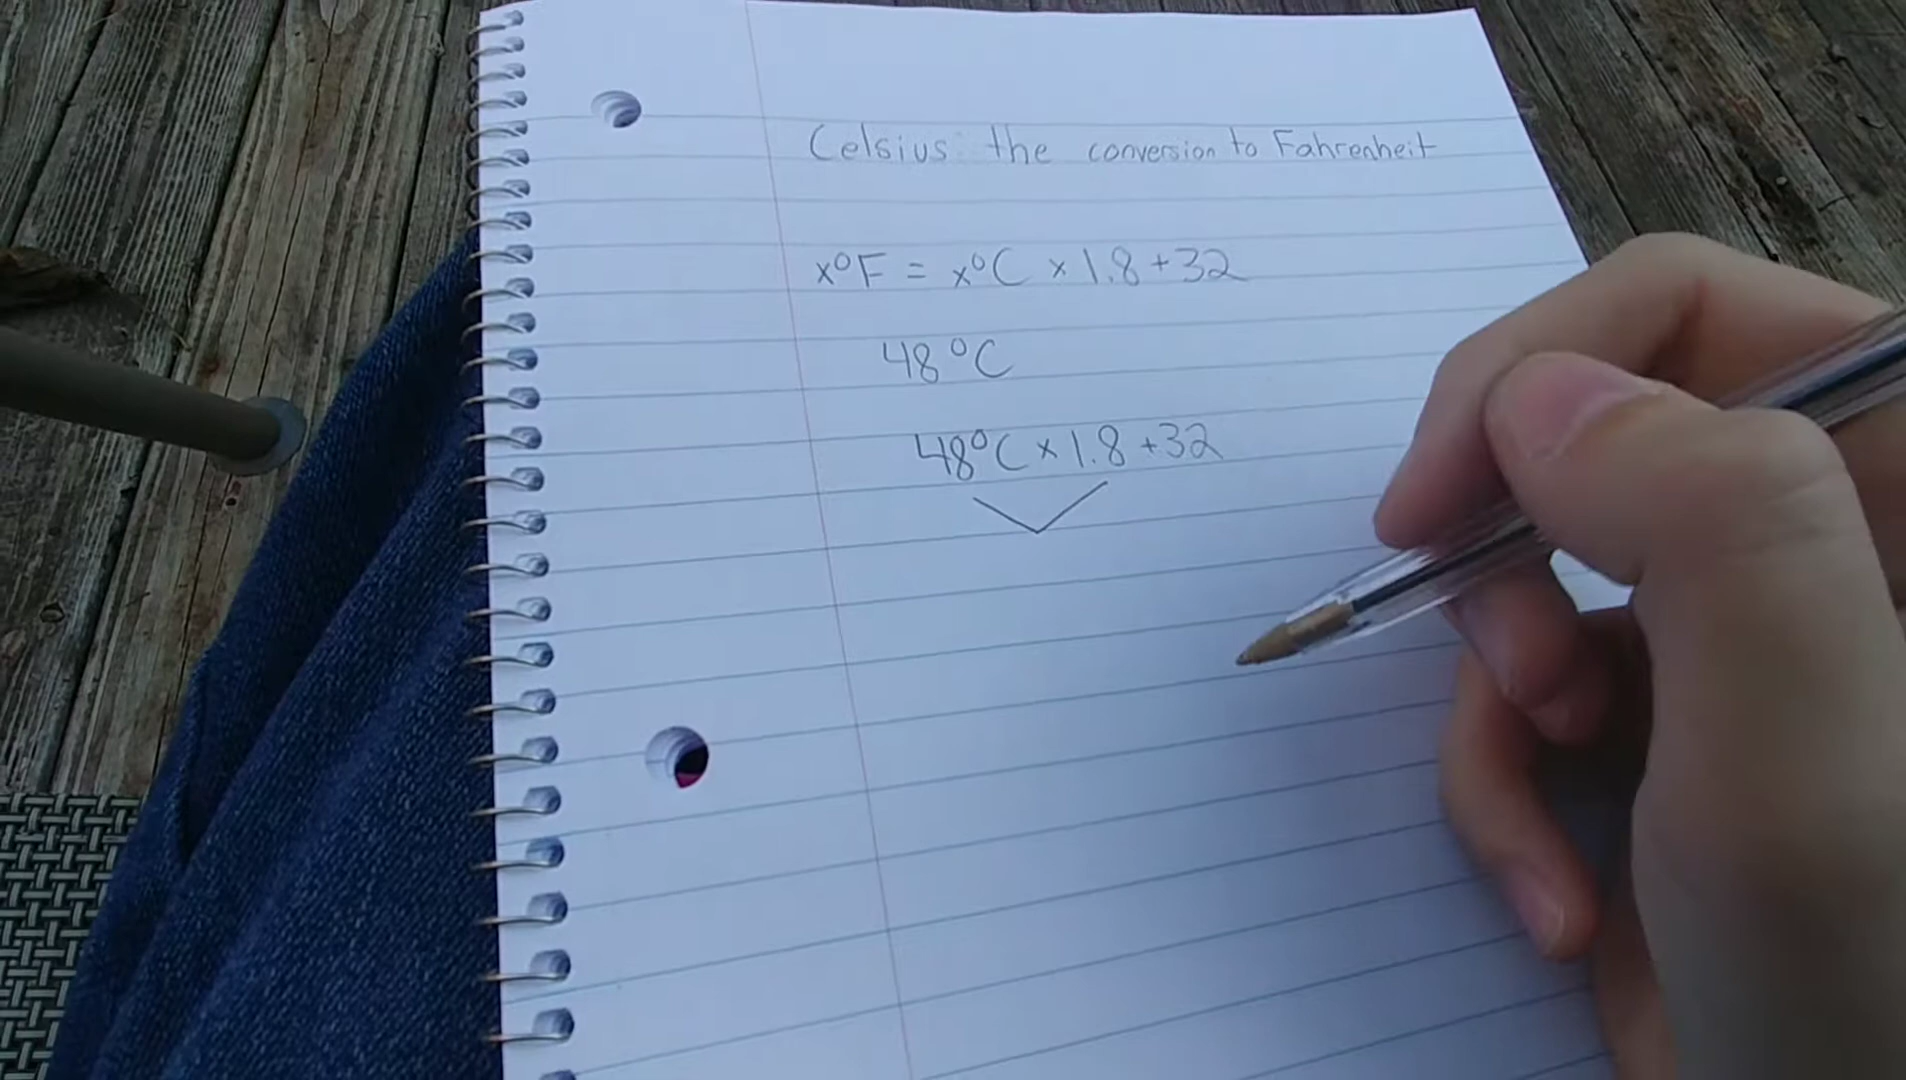 Celsius the conversion to Fahrenheit
x°F = x°C × 1.8 + 32
48°C
48°C × 1.8 + 32